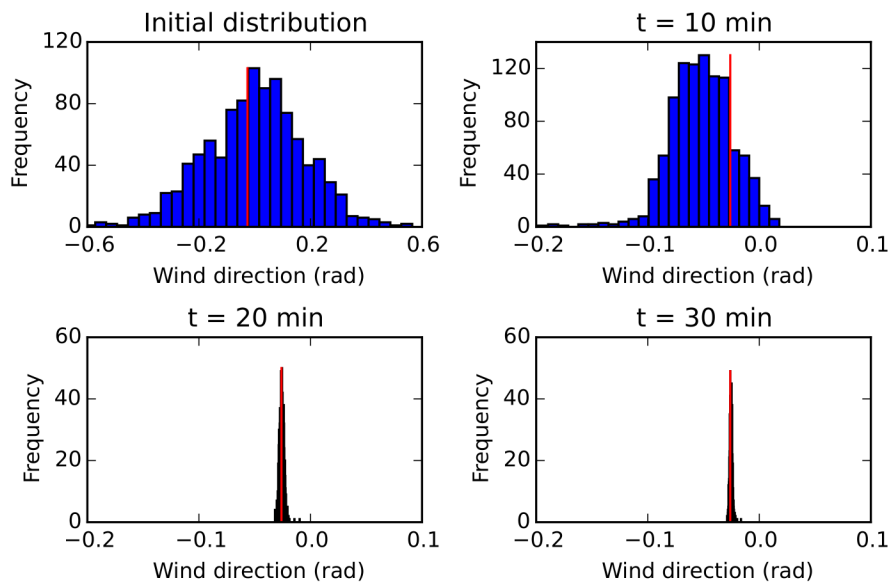 Initial distribution
120
80
40
0
Frequency
−0.6 −0.2 0.2 0.6
Wind direction (rad)
t = 10 min
120
80
40
0
Frequency
−0.2 −0.1 0.0 0.1
Wind direction (rad)
t = 20 min
60
40
20
0
Frequency
−0.2 −0.1 0.0 0.1
Wind direction (rad)
t = 30 min
60
40
20
0
Frequency
−0.2 −0.1 0.0 0.1
Wind direction (rad)